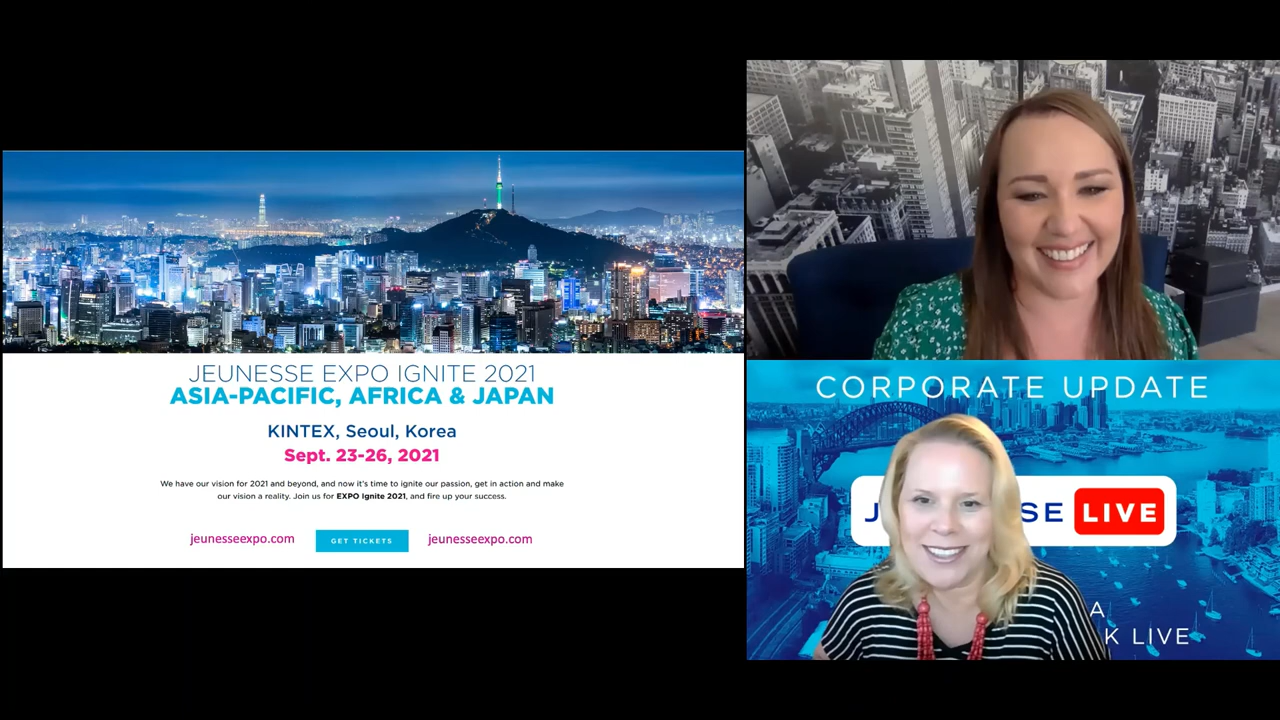 JEUNESSE EXPO IGNITE 2021
ASIA-PACIFIC, AFRICA & JAPAN
KINTEX, Seoul, Korea
Sept. 23-26, 2021
We have our vision for 2021 and beyond, and now it's time to ignite our passion, get in action and make
our vision a reality. Join us for EXPO Ignite 2021, and fire up your success.
jeunesseexpo.com
GET TICKETS
jeunesseexpo.com
CORPORATE UPDATE
J SE LIVE
A
K LIVE